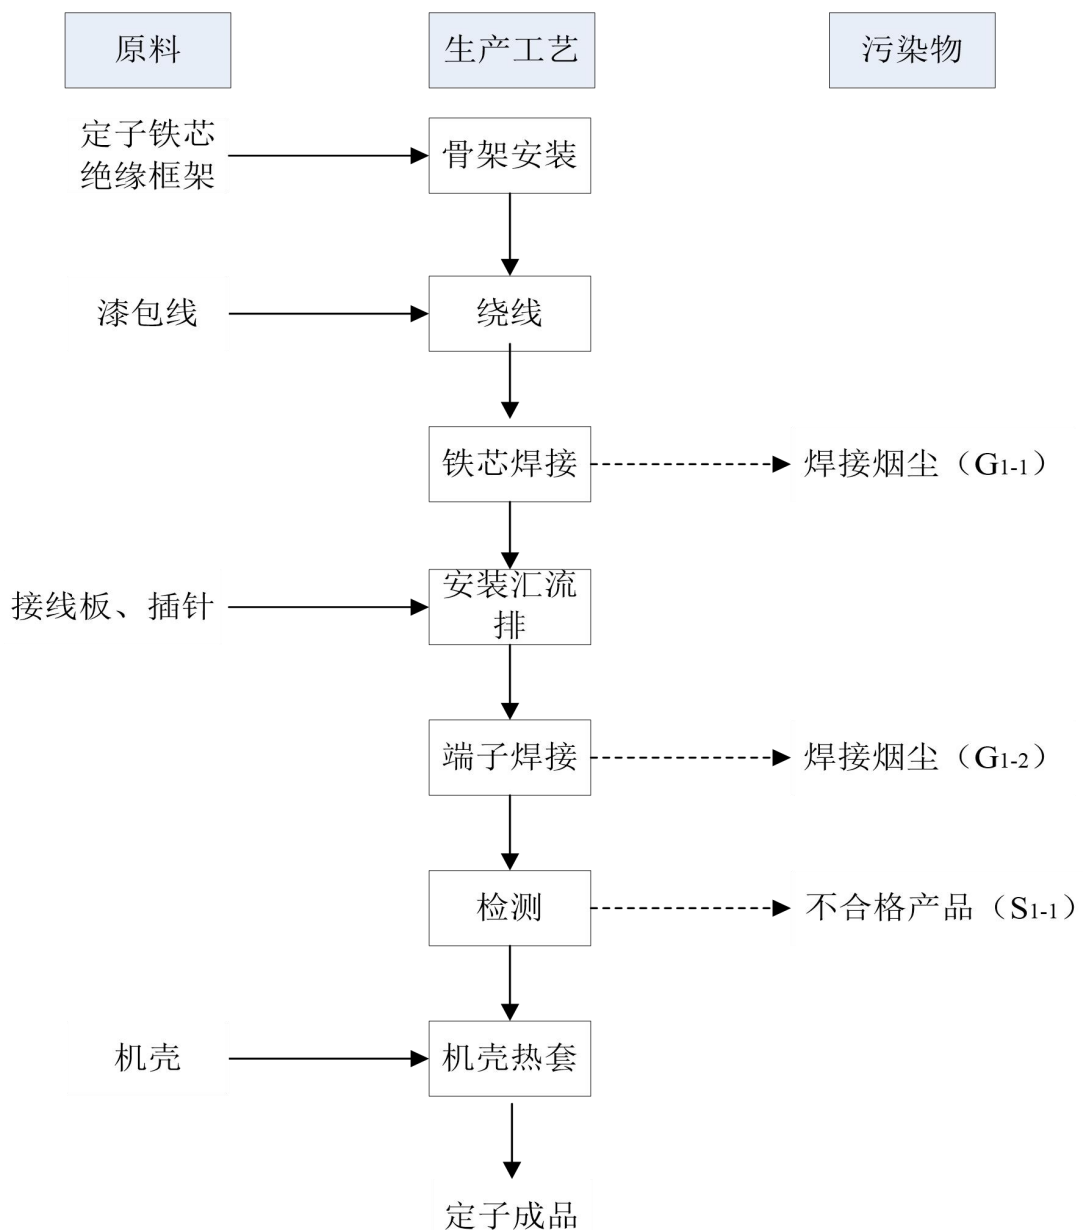 原料
生产工艺
污染物
定子铁芯
绝缘框架
骨架安装
漆包线
绕线
铁芯焊接
焊接烟尘（G1-1）
接线板、插针
安装汇流
排
端子焊接
焊接烟尘（G1-2）
检测
不合格产品（S1-1）
机壳
机壳热套
定子成品